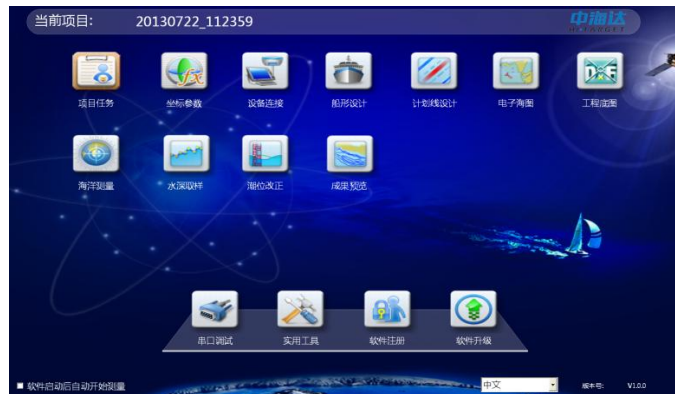 当前项目: 20130722_112359
中海达
HI-TARGET
项目任务 坐标参数 设备连接 船形设计 计划线设计 电子海图 工程底图
DXF
海洋测量 水深取样 潮位改正 成果预览
串口调试 实用工具 软件注册 软件升级
软件启动后自动开始测量 中文 版本号: V1.0.0